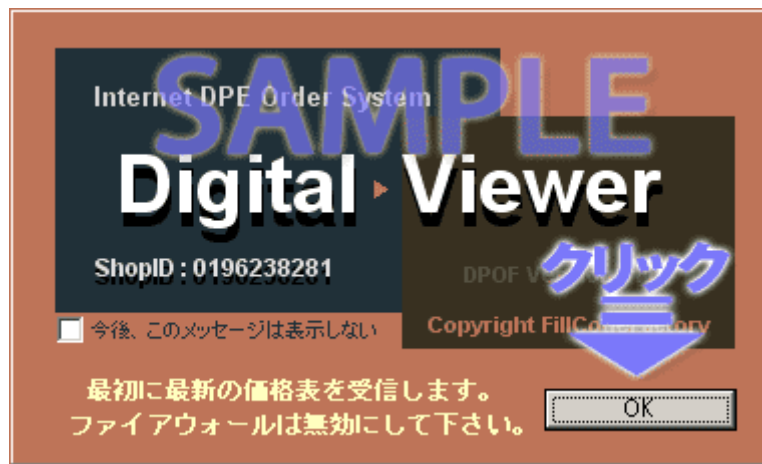 SAMPLE
Internet DPE Order System
Digital Viewer
ShopID : 0196238281
DPOF
クリック
今後、このメッセージは表示しない
Copyright
最初に最新の価格表を受信します。
ファイアウォールは無効にして下さい。
OK